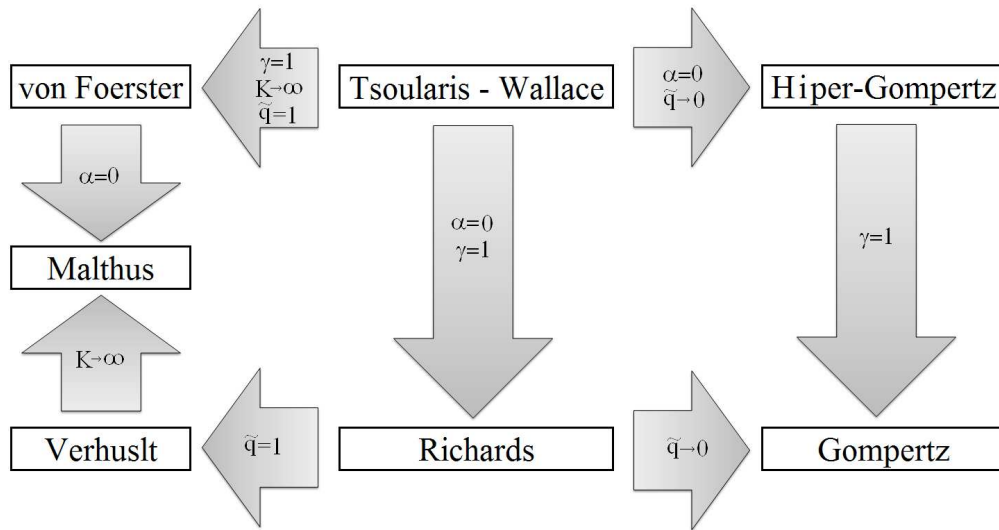 γ=1
K→∞
q̃=1
von Foerster
Tsoularis - Wallace
α=0
q̃→0
Hiper-Gompertz
α=0
α=0
γ=1
γ=1
Malthus
K→∞
Verhuslt
q̃=1
Richards
q̃→0
Gompertz